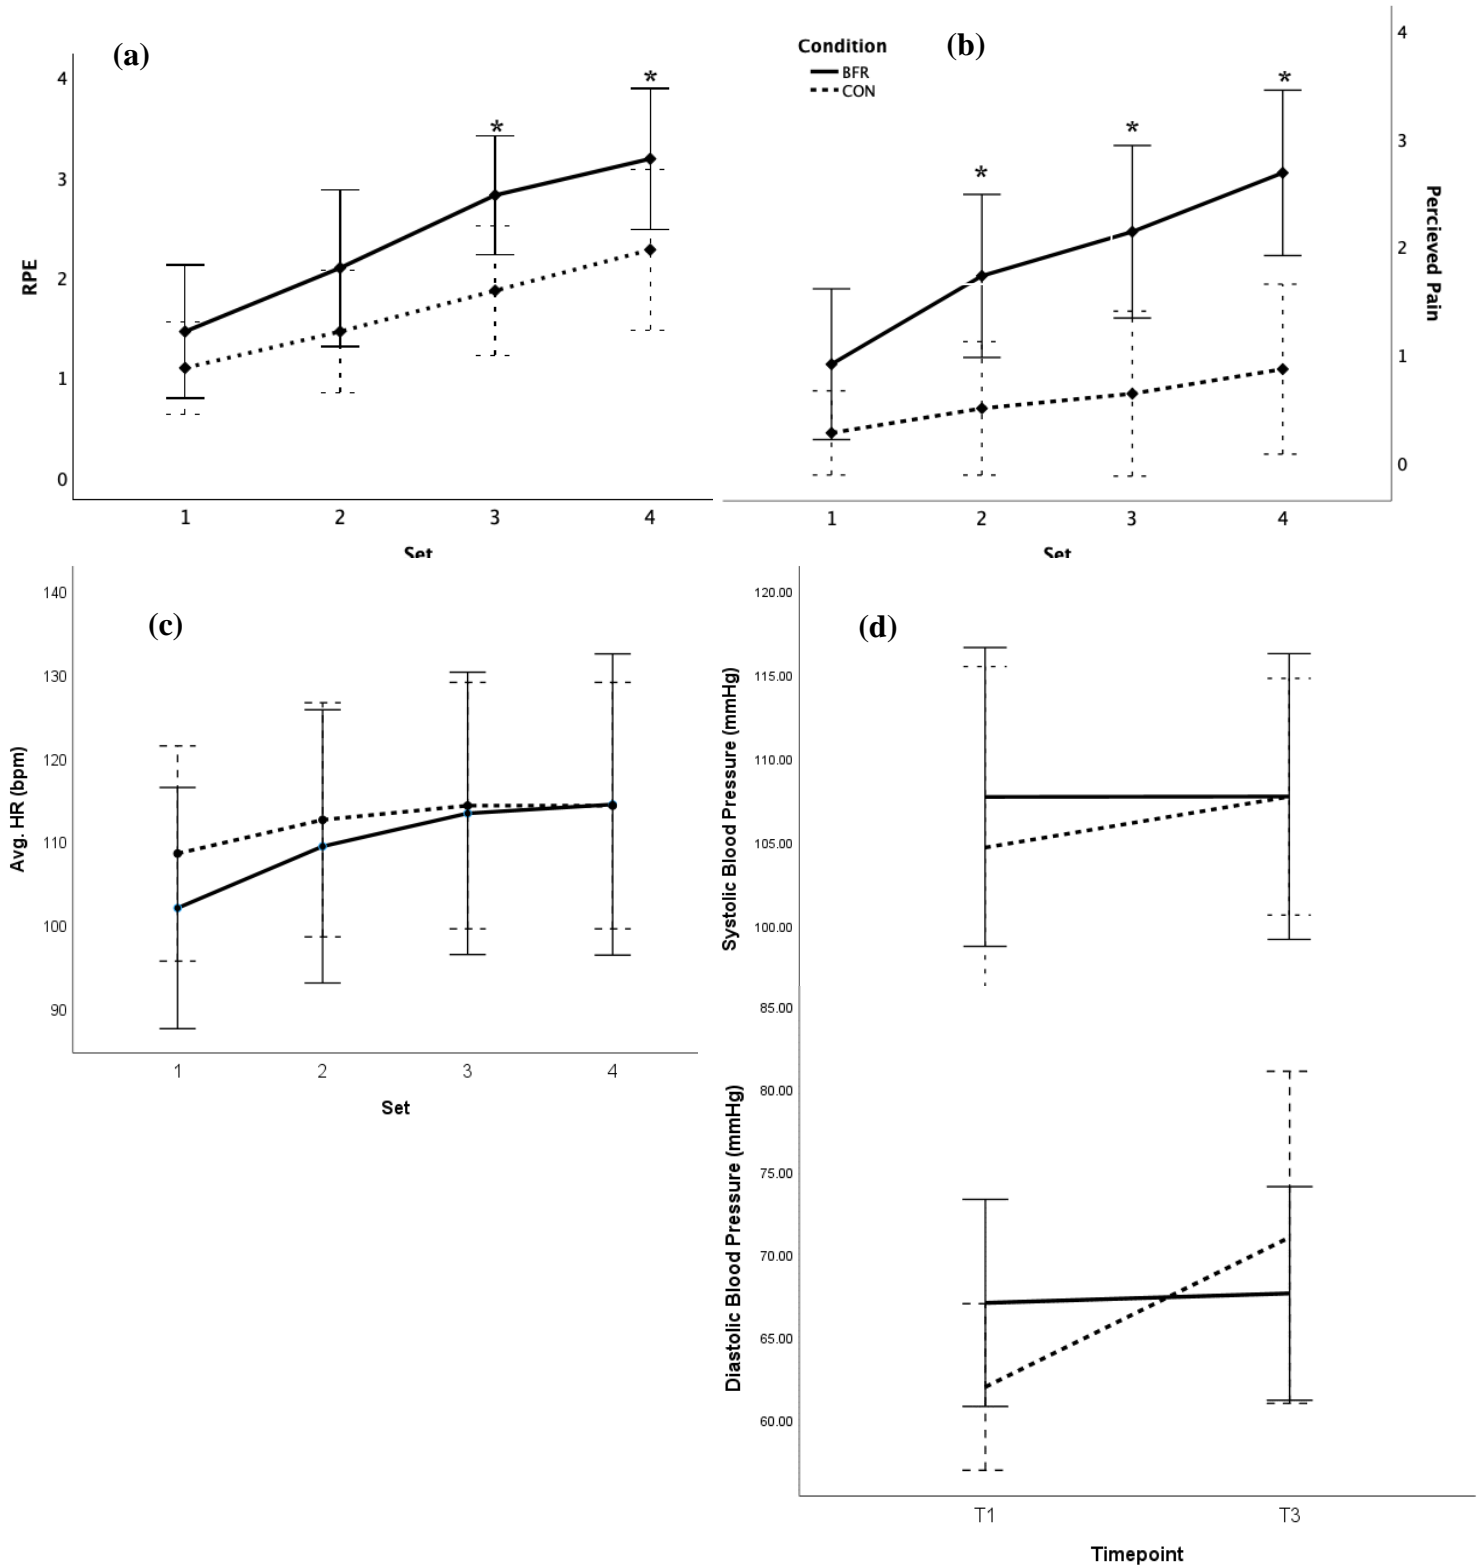 (a)
4
3
2
1
0
RPE
*
*
1 2 3 4
Set
Condition
BFR
CON
(b)
*
*
*
4
3
2
1
0
Percieved Pain
1 2 3 4
Set
(c)
140
130
120
110
100
90
Avg. HR (bpm)
1 2 3 4
Set
(d)
120.00
115.00
110.00
105.00
100.00
Systolic Blood Pressure (mmHg)
85.00
80.00
75.00
70.00
65.00
60.00
Diastolic Blood Pressure (mmHg)
T1 T3
Timepoint